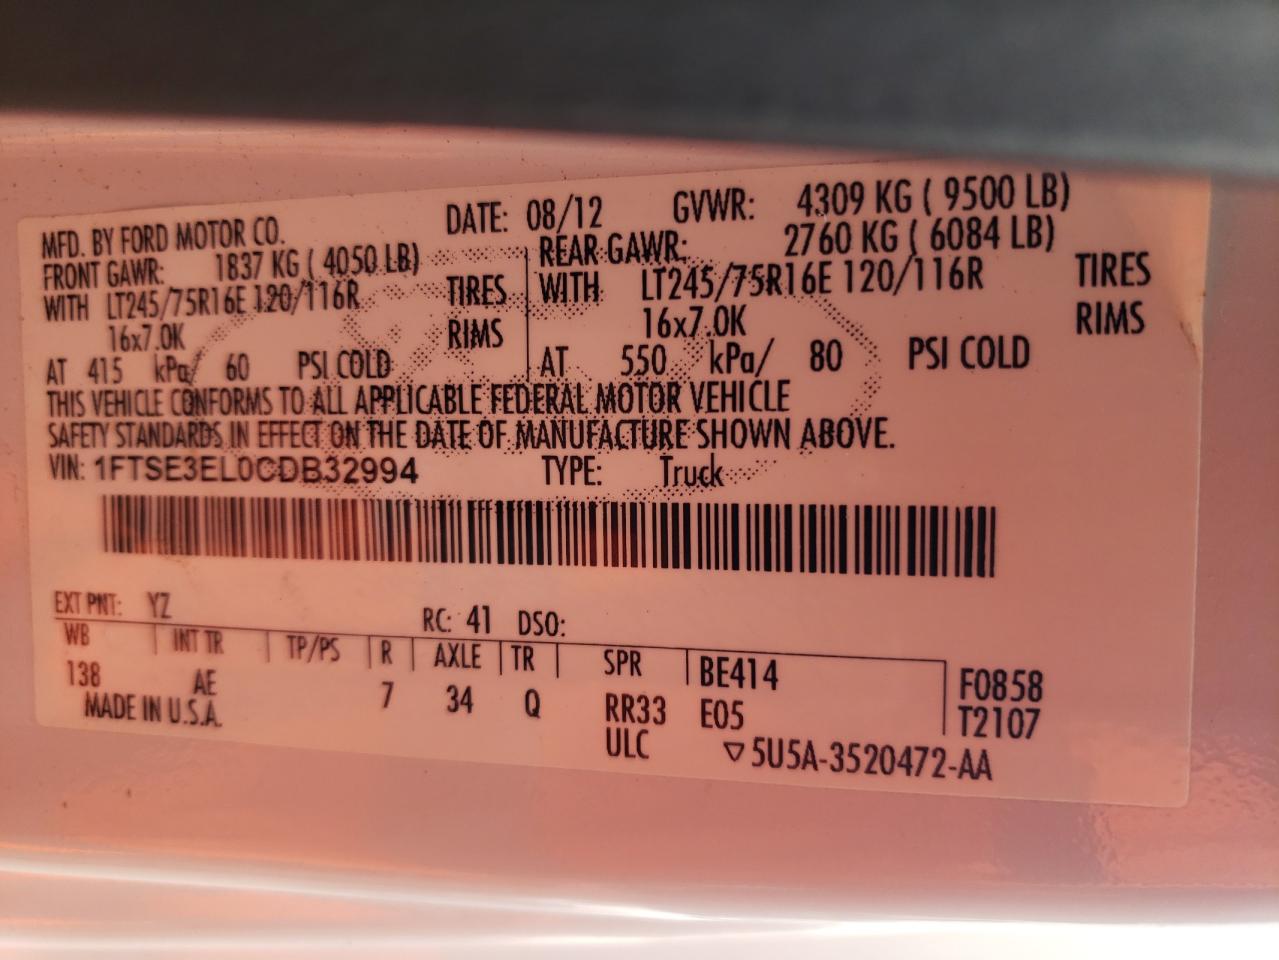 MFD. BY FORD MOTOR CO. DATE: 08/12 GVWR: 4309 KG ( 9500 LB)
FRONT GAWR: 1837 KG ( 4050 LB) REAR GAWR: 2760 KG ( 6084 LB)
WITH LT245/75R16E 120/116R TIRES WITH LT245/75R16E 120/116R TIRES
16x7.0K RIMS 16x7.0K RIMS
AT 415 kPa/ 60 PSI COLD AT 550 kPa/ 80 PSI COLD
THIS VEHICLE CONFORMS TO ALL APPLICABLE FEDERAL MOTOR VEHICLE
SAFETY STANDARDS IN EFFECT ON THE DATE OF MANUFACTURE SHOWN ABOVE.
VIN: 1FTSE3EL0CDB32994 TYPE: Truck
EXT PNT: YZ RC: 41 DSO:
WB INT TR TP/PS R AXLE TR SPR BE414 F0858
138 AE 7 34 Q RR33 E05 T2107
MADE IN U.S.A. ULC ▽5U5A-3520472-AA